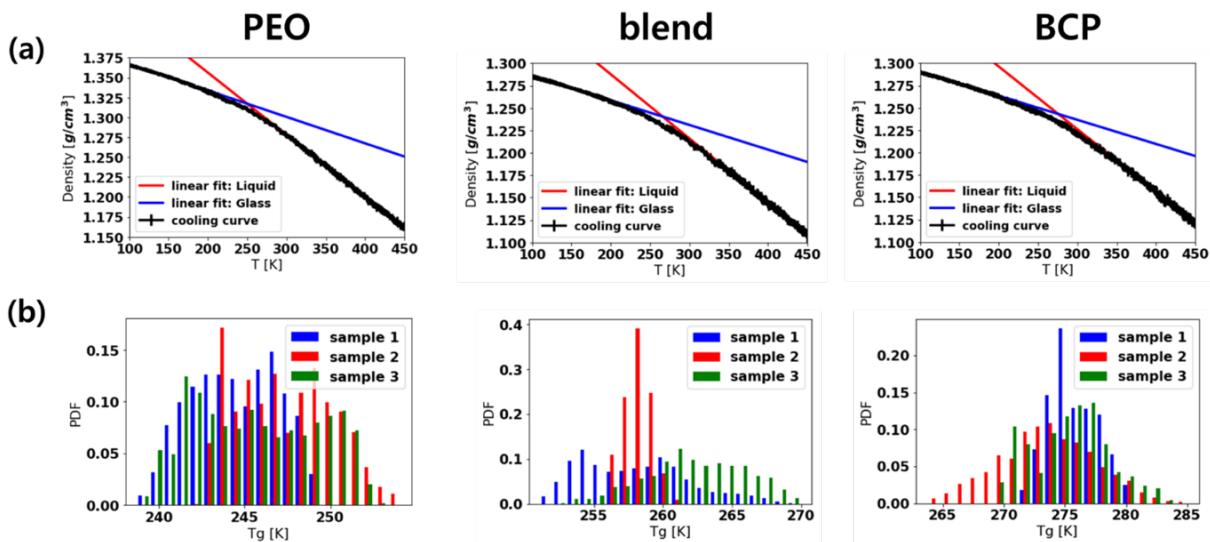 PEO
blend
BCP
(a)
1.375
1.350
1.325
1.300
1.275
1.250
1.225
1.200
1.175
1.150
Density [g/cm³]
linear fit: Liquid
linear fit: Glass
cooling curve
100 150 200 250 300 350 400 450
T [K]
1.300
1.275
1.250
1.225
1.200
1.175
1.150
1.125
1.100
Density [g/cm³]
linear fit: Liquid
linear fit: Glass
cooling curve
100 150 200 250 300 350 400 450
T [K]
1.300
1.275
1.250
1.225
1.200
1.175
1.150
1.125
1.100
Density [g/cm³]
linear fit: Liquid
linear fit: Glass
cooling curve
100 150 200 250 300 350 400 450
T [K]
(b)
0.15
0.10
0.05
0.00
PDF
sample 1
sample 2
sample 3
240 245 250
Tg [K]
0.4
0.3
0.2
0.1
0.0
PDF
sample 1
sample 2
sample 3
255 260 265 270
Tg [K]
0.20
0.15
0.10
0.05
0.00
PDF
sample 1
sample 2
sample 3
265 270 275 280 285
Tg [K]